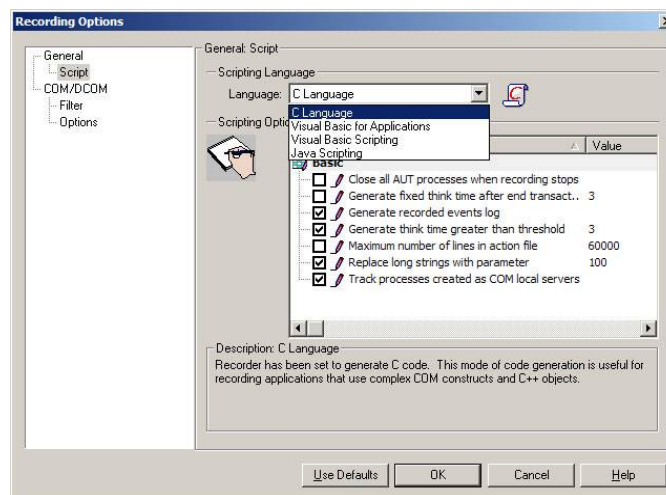 Recording Options
General
Script
COM/DCOM
Filter
Options
General: Script
Scripting Language
Language: C Language
C Language
Visual Basic for Applications
Visual Basic Scripting
Java Scripting
Scripting Optio
Value
Basic
Close all AUT processes when recording stops
Generate fixed think time after end transact.. 3
Generate recorded events log
Generate think time greater than threshold 3
Maximum number of lines in action file 60000
Replace long strings with parameter 100
Track processes created as COM local servers
Description: C Language
Recorder has been set to generate C code. This mode of code generation is useful for
recording applications that use complex COM constructs and C++ objects.
Use Defaults OK Cancel Help